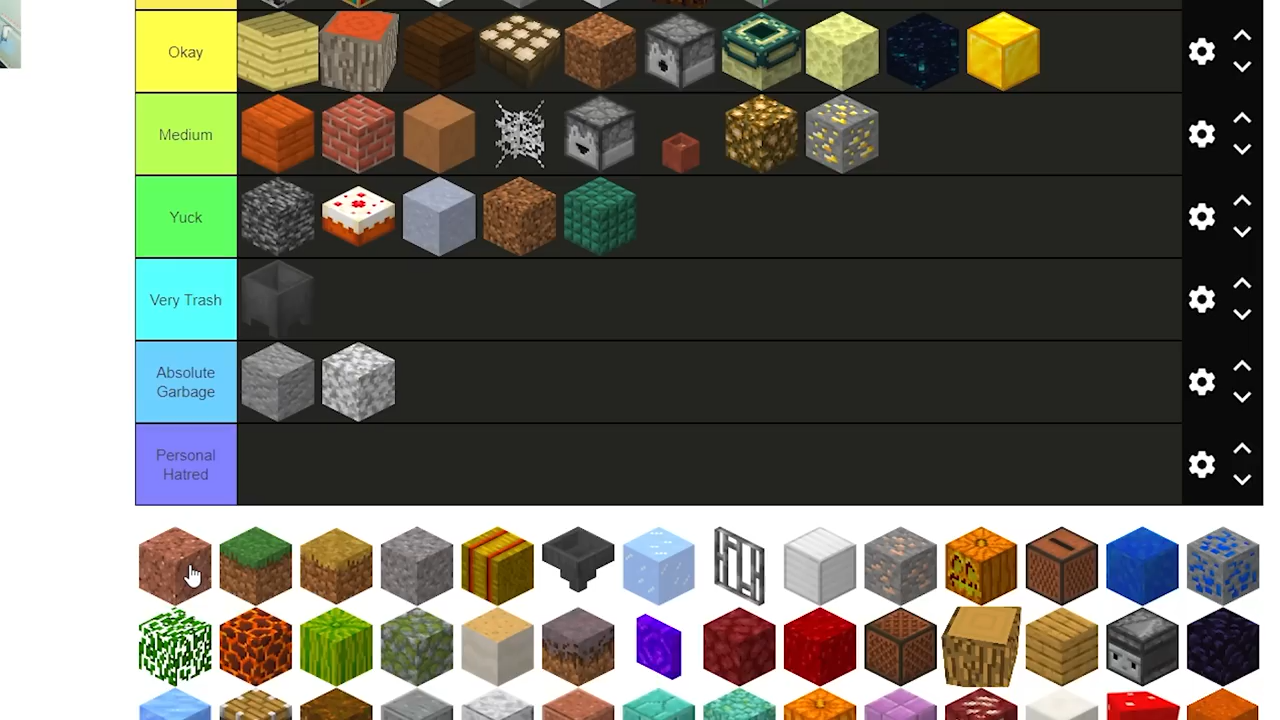 Okay
Medium
Yuck
Very Trash
Absolute
Garbage
Personal
Hatred